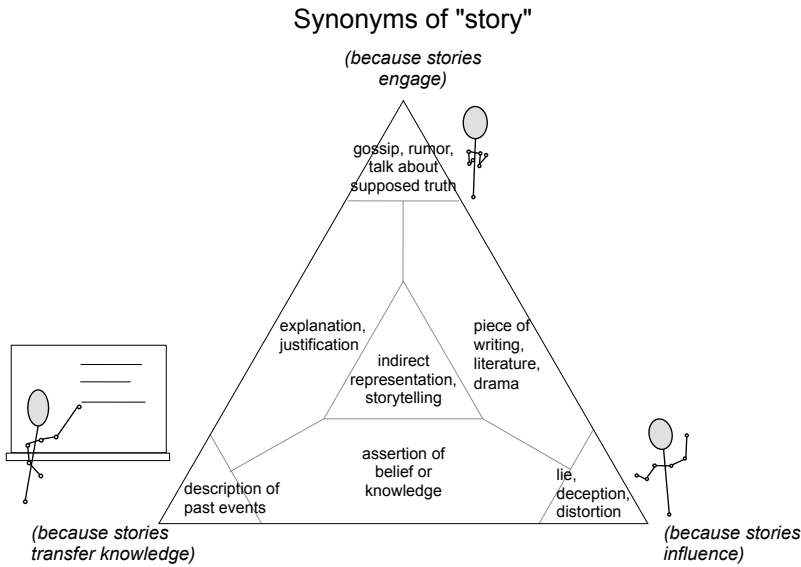 Synonyms of "story"
(because stories
engage)
gossip, rumor,
talk about
supposed truth
explanation,
justification
piece of
writing,
literature,
drama
indirect
representation,
storytelling
assertion of
belief or
knowledge
description of
past events
lie,
deception,
distortion
(because stories
transfer knowledge)
(because stories
influence)